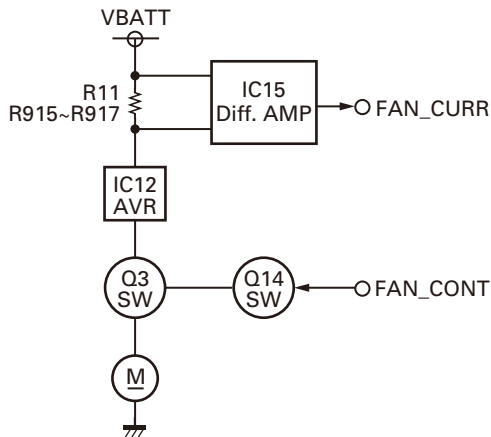 VBATT
R11
R915~R917
IC15
Diff. AMP
FAN_CURR
IC12
AVR
Q3
SW
Q14
SW
FAN_CONT
M